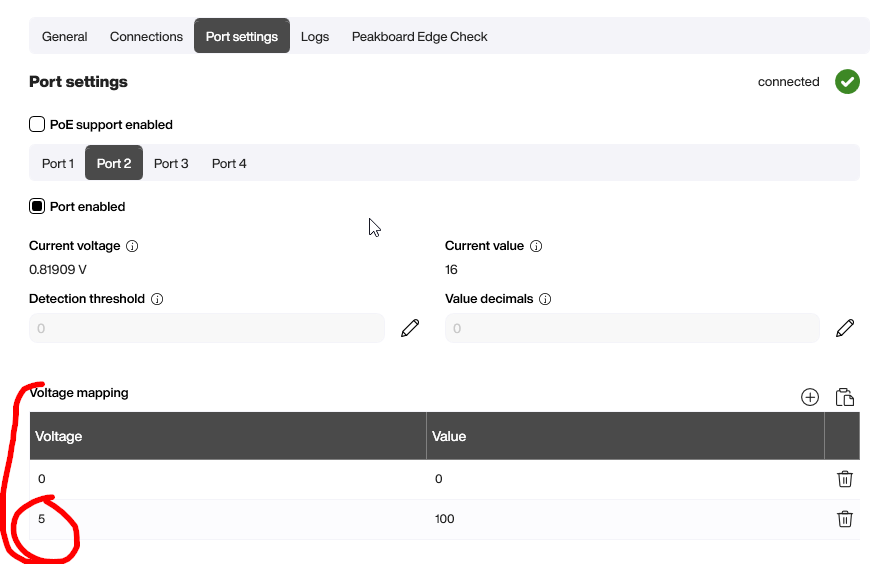 General Connections Port settings Logs Peakboard Edge Check
Port settings connected
PoE support enabled
Port 1 Port 2 Port 3 Port 4
Port enabled
Current voltage Current value
0.81909 V 16
Detection threshold Value decimals
0 0
Voltage mapping
Voltage Value
0 0
5 100